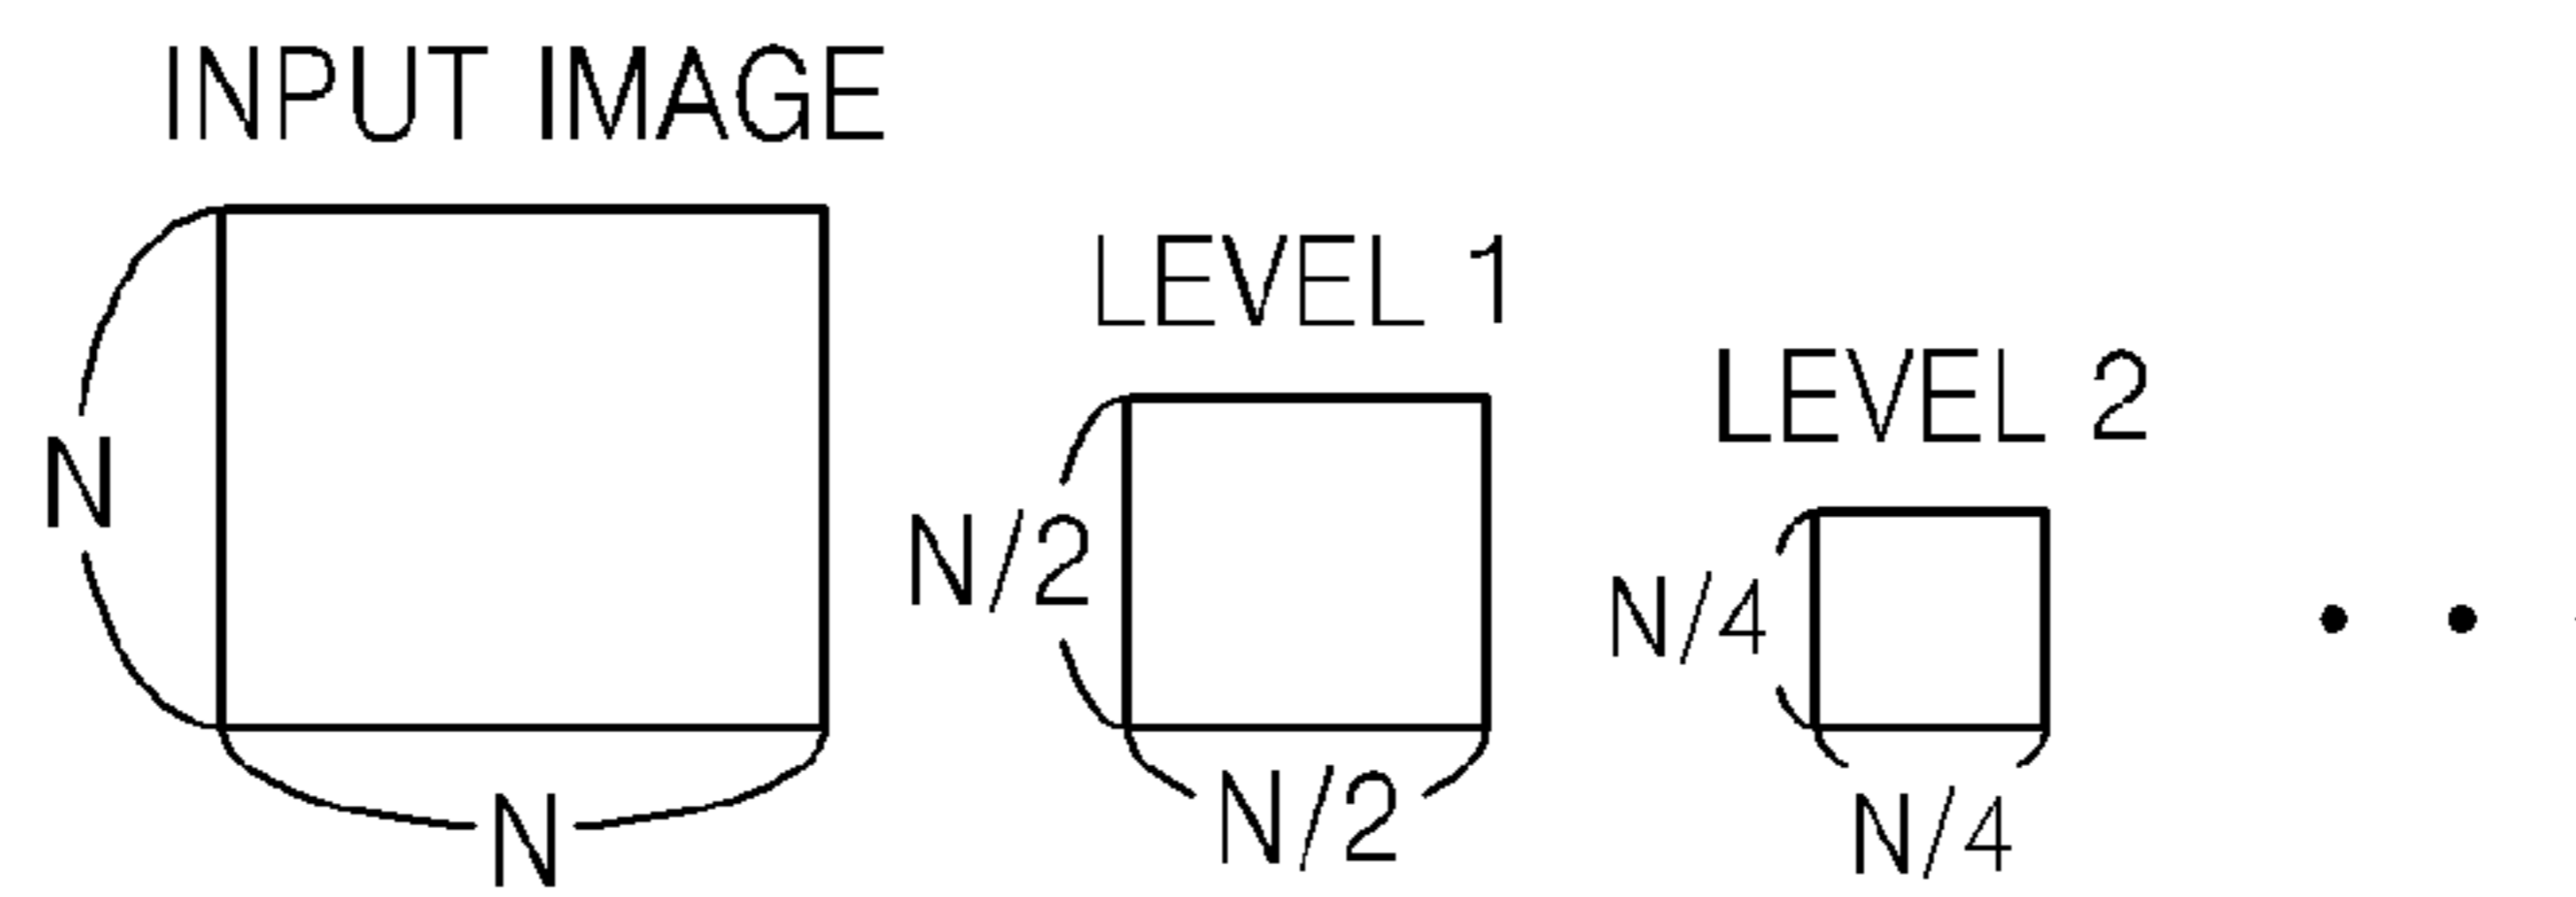 INPUT IMAGE
N
N
LEVEL 1
N/2
N/2
LEVEL 2
N/4
N/4